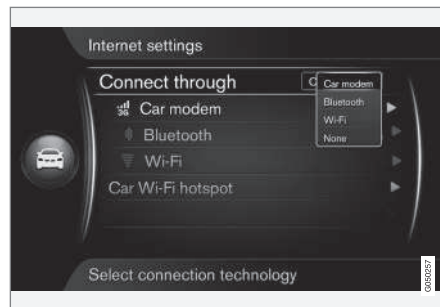 Internet settings
Connect through
Car modem
Bluetooth
Wi-Fi
None
3G Car modem
Bluetooth
Wi-Fi
Car Wi-Fi hotspot
Select connection technology
G050257